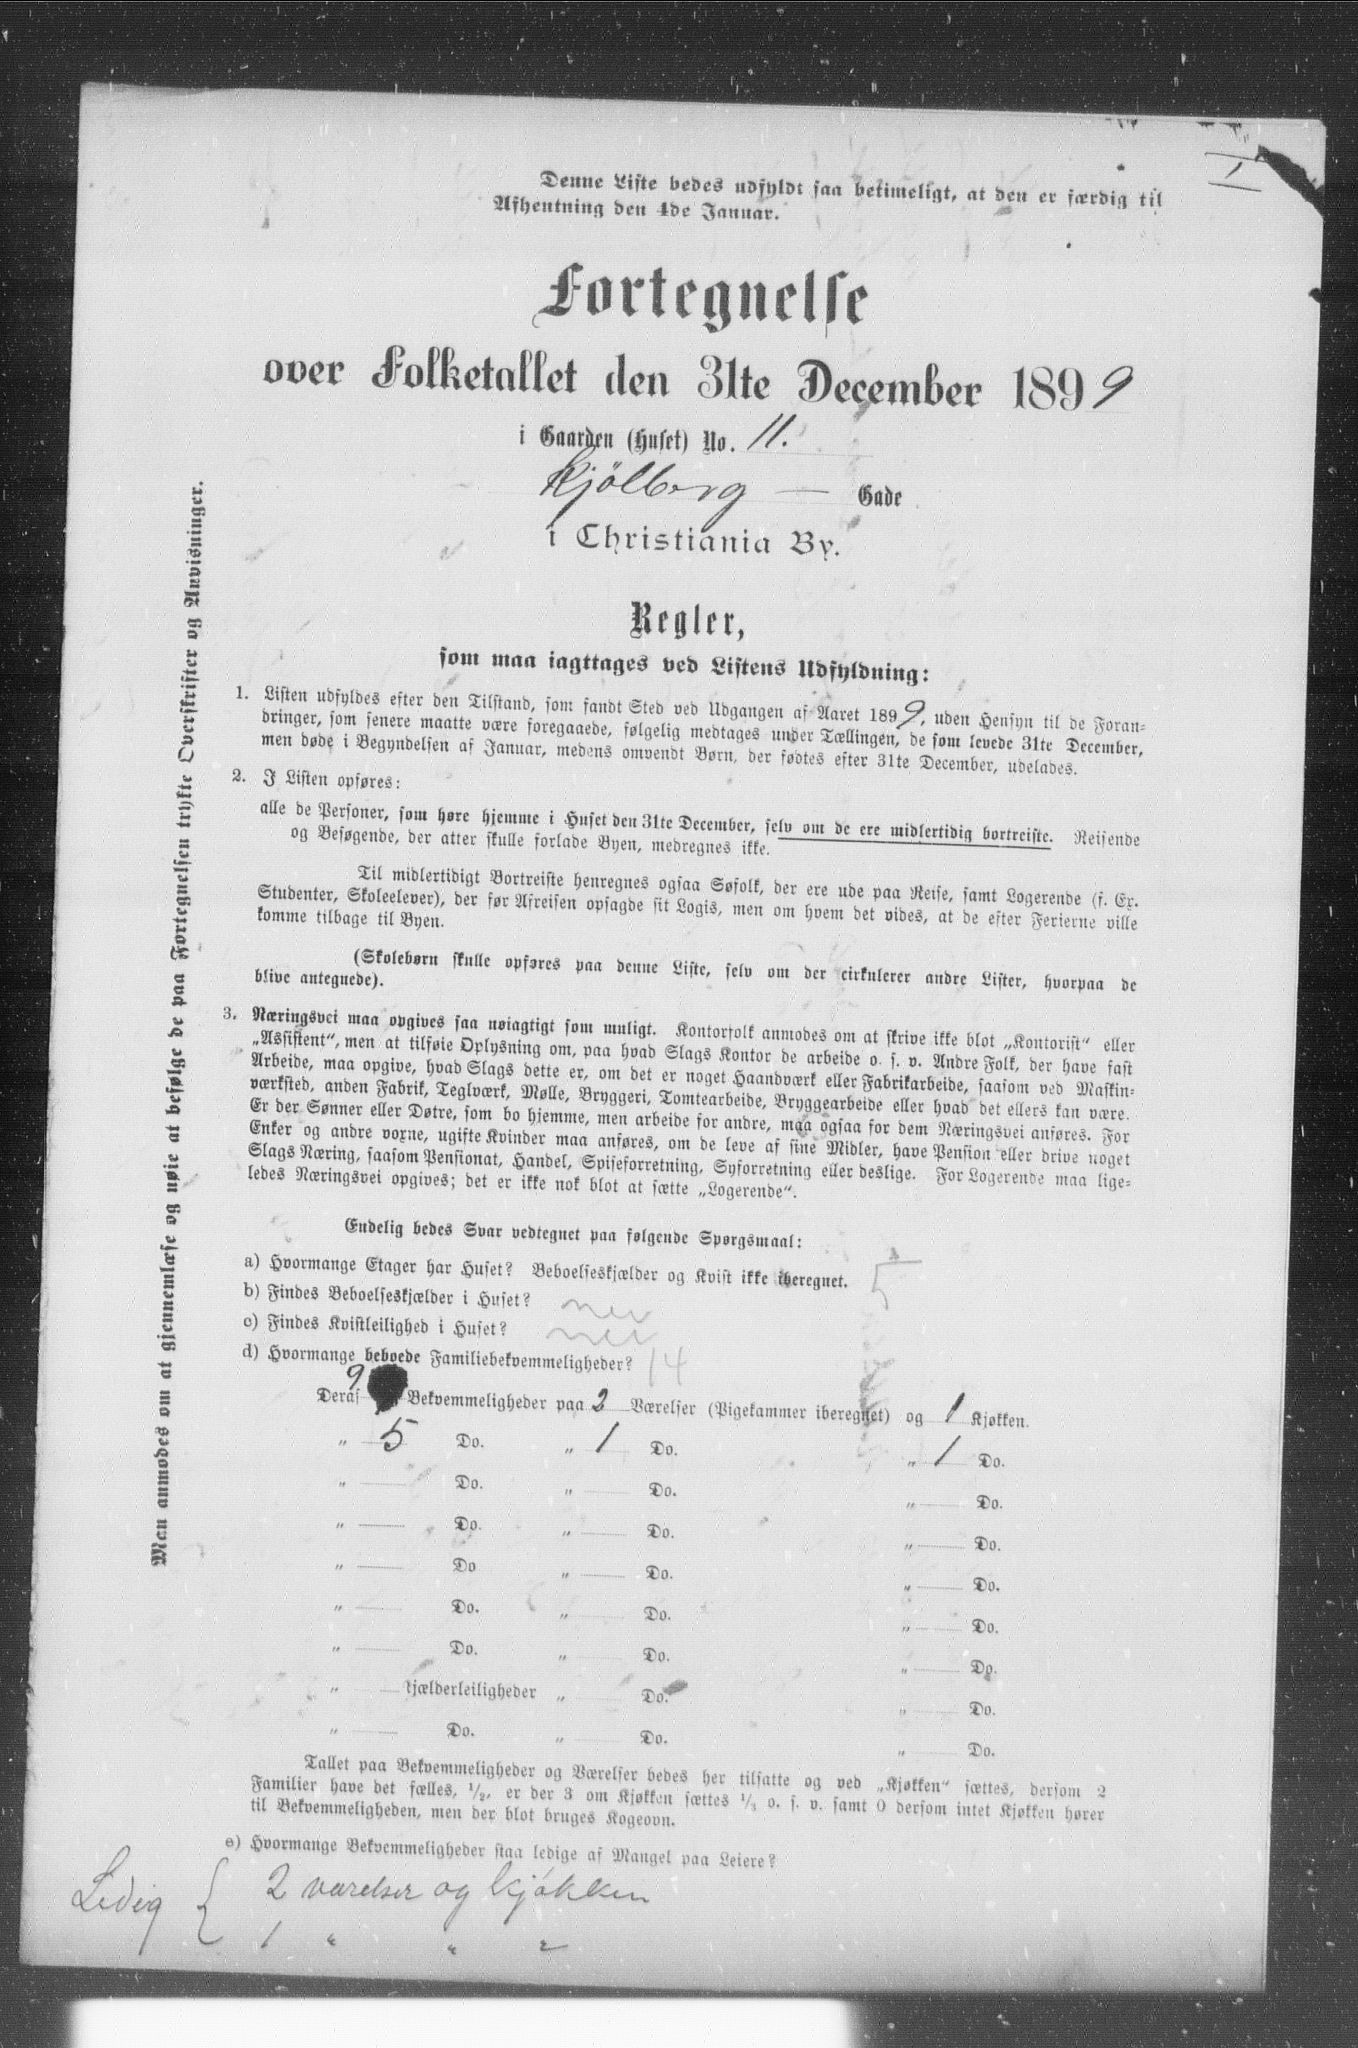 1
Denne Liste bedes udfyldt saa betimeligt, at den er færdig til
Afhentning den 4de Januar.
Fortegnelse
over Folketallet den 31te December 1899
i Gaarden (Huset) No. 11.
Kjölberg — Gade
i Christiania By.
Regler,
som maa iagttages ved Listens Udfyldning:
1. Listen udfyldes efter den Tilstand, som fandt Sted ved Udgangen af Aaret 1899, uden Hensyn til de Foran-
dringer, som senere maatte være foregaaede, følgelig medtages under Tællingen, de som levede 31te December,
men døde i Begyndelsen af Januar, medens omvendt Børn, der fødtes efter 31te December, udelades.
2. I Listen opføres:
alle de Personer, som høre hjemme i Huset den 31te December, selv om de ere midlertidig bortreiste. Reisende
og Besøgende, der atter skulle forlade Byen, medregnes ikke.
Til midlertidigt Bortreiste henregnes ogsaa Søfolk, der ere ude paa Reise, samt Logerende (f. Ex.
Studenter, Skoleelever), der før Afreisen opsagde sit Logis, men om hvem det vides, at de efter Ferierne ville
komme tilbage til Byen.
(Skolebørn skulle opføres paa denne Liste, selv om der cirkulerer andre Lister, hvorpaa de
blive antegnede).
3. Næringsvei maa opgives saa nøiagtigt som muligt. Kontorfolk anmodes om at skrive ikke blot „Kontorist“ eller
„Assistent“, men at tilføie Oplysning om, paa hvad Slags Kontor de arbeide o. s. v. Andre Folk, der have fast
Arbeide, maa opgive, hvad Slags dette er, om det er noget Haandværk eller Fabrikarbeide, saasom ved Maskin-
værksted, anden Fabrik, Teglværk, Mølle, Bryggeri, Tomtearbeide, Bryggearbeide eller hvad det ellers kan være.
Er der Sønner eller Døtre, som bo hjemme, men arbeide for andre, maa ogsaa for dem Næringsvei anføres. For
Enker og andre voxne, ugifte Kvinder maa anføres, om de leve af sine Midler, have Pension eller drive noget
Slags Næring, saasom Pensionat, Handel, Spiseforretning, Syforretning eller deslige. For Logerende maa lige-
ledes Næringsvei opgives; det er ikke nok blot at sætte „Logerende“.
Endelig bedes Svar vedtegnet paa følgende Spørgsmaal:
a) Hvormange Etager har Huset? Beboelseskjælder og Kvist ikke iberegnet. 5
b) Findes Beboelseskjælder i Huset? nei
c) Findes Kvistleilighed i Huset? nei
d) Hvormange beboede Familiebekvemmeligheder? 14
Deraf 9 Bekvemmeligheder paa 2 Værelser (Pigekammer iberegnet) og 1 Kjøkken.
„ 5 Do. „ 1 Do. „ 1 Do.
„ Do. „ Do. „ Do.
„ Do. „ Do. „ Do.
„ Do „ Do. „ Do.
„ Do. „ Do. „ Do.
„ Do. „ Do. „ Do.
„ Kjælderleiligheder „ Do. „ Do.
„ Do. „ Do. „ Do.
Tallet paa Bekvemmeligheder og Værelser bedes her tilsatte og ved „Kjøkken“ sættes, dersom 2
Familier have det fælles, 1/2, er der 3 om Kjøkken sættes 1/3 o. s. v. samt 0 dersom intet Kjøkken hører
til Bekvemmeligheden, men der blot bruges Kogeovn.
e) Hvormange Bekvemmeligheder staa ledige af Mangel paa Leiere?
Ledig { 2 værelser og kjøkken
1 „ „ „
Men anmodes om at gjennemlæse og nøie at befølge de paa Fortegnelsen trykte Overskrifter og Anvisninger.